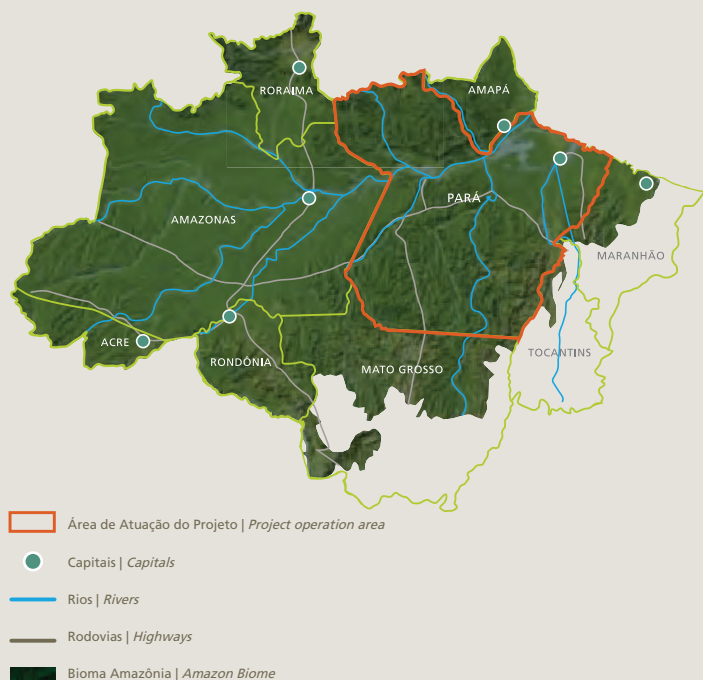 RORAIMA
AMAPÁ
PARÁ
AMAZONAS
MARANHÃO
ACRE
RONDÔNIA
MATO GROSSO
TOCANTINS
Área de Atuação do Projeto | Project operation area
Capitais | Capitals
Rios | Rivers
Rodovias | Highways
Bioma Amazônia | Amazon Biome